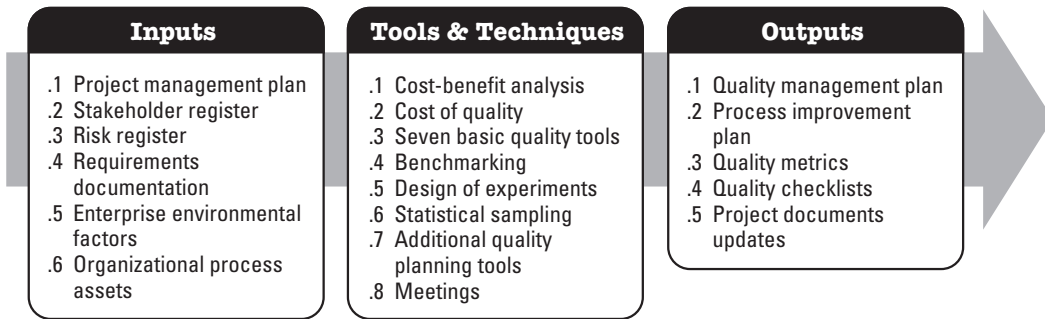 Inputs
.1 Project management plan
.2 Stakeholder register
.3 Risk register
.4 Requirements
documentation
.5 Enterprise environmental
factors
.6 Organizational process
assets
Tools & Techniques
.1 Cost-benefit analysis
.2 Cost of quality
.3 Seven basic quality tools
.4 Benchmarking
.5 Design of experiments
.6 Statistical sampling
.7 Additional quality
planning tools
.8 Meetings
Outputs
.1 Quality management plan
.2 Process improvement
plan
.3 Quality metrics
.4 Quality checklists
.5 Project documents
updates